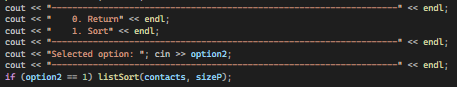 cout << "*--------------------------------------------------------------------*" << endl;
cout << "*   0. Return" << endl;
cout << "*   1. Sort" << endl;
cout << "*--------------------------------------------------------------------*" << endl;
cout << "*Selected option: "; cin >> option2;
cout << "*--------------------------------------------------------------------*" << endl;
if (option2 == 1) listSort(contacts, sizeP);